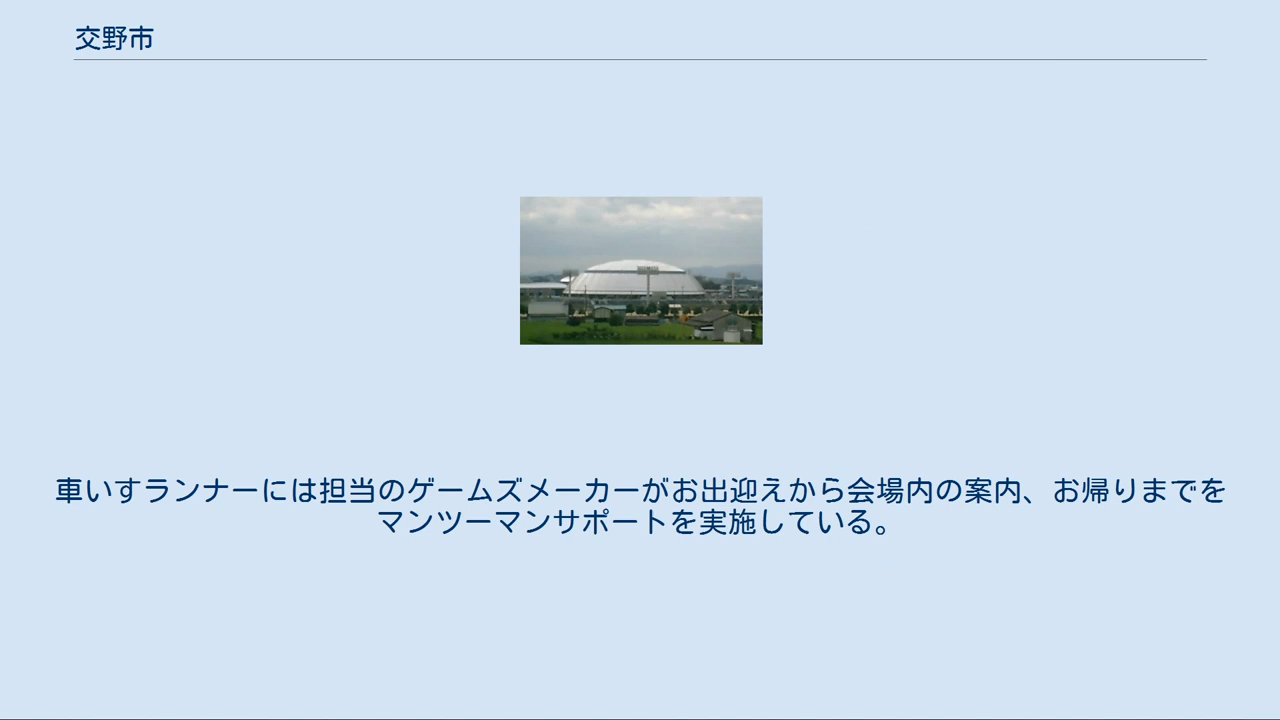 交野市
車いすランナーには担当のゲームズメーカーがお出迎えから会場内の案内、お帰りまでを
マンツーマンサポートを実施している。